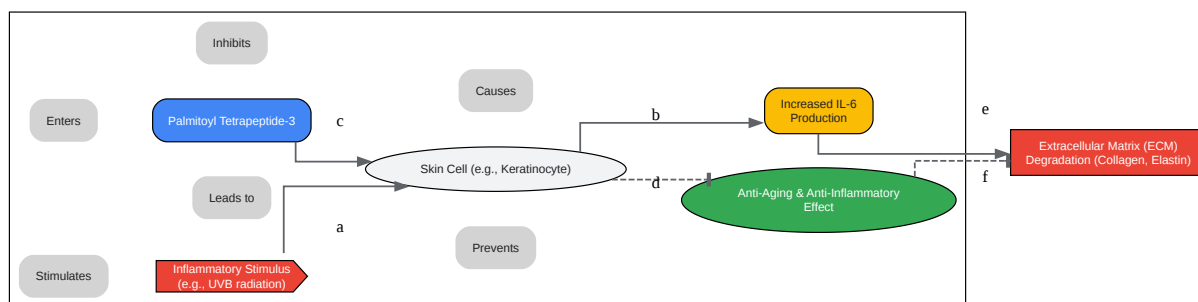 Inhibits
Causes
Enters
Palmitoyl Tetrapeptide-3
c
b
Increased IL-6
Production
e
Extracellular Matrix (ECM)
Degradation (Collagen, Elastin)
Skin Cell (e.g., Keratinocyte)
d
f
Leads to
Anti-Aging & Anti-Inflammatory
Effect
a
Prevents
Stimulates
Inflammatory Stimulus
(e.g., UVB radiation)